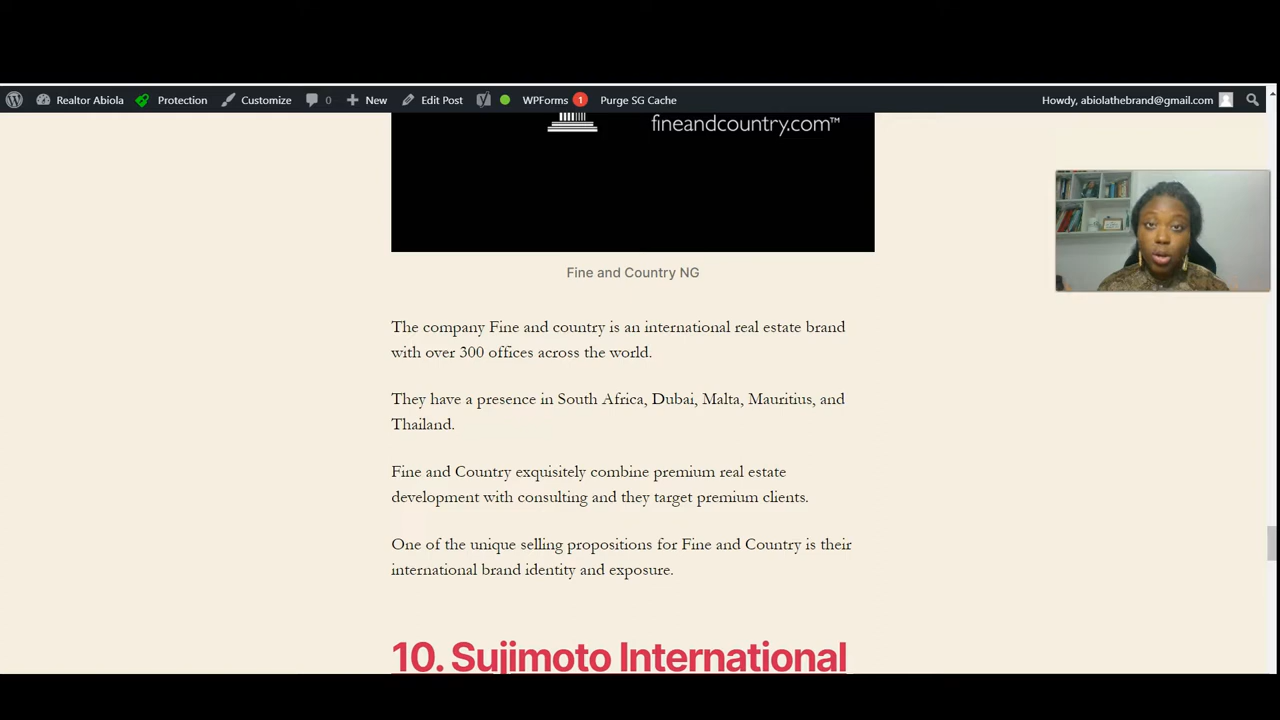 Realtor Abiola Protection Customize 0 New Edit Post WPForms 1 Purge SG Cache Howdy, abiolathebrand@gmail.com
fineandcountry.com™
Fine and Country NG
The company Fine and country is an international real estate brand
with over 300 offices across the world.
They have a presence in South Africa, Dubai, Malta, Mauritius, and
Thailand.
Fine and Country exquisitely combine premium real estate
development with consulting and they target premium clients.
One of the unique selling propositions for Fine and Country is their
international brand identity and exposure.
10. Sujimoto International